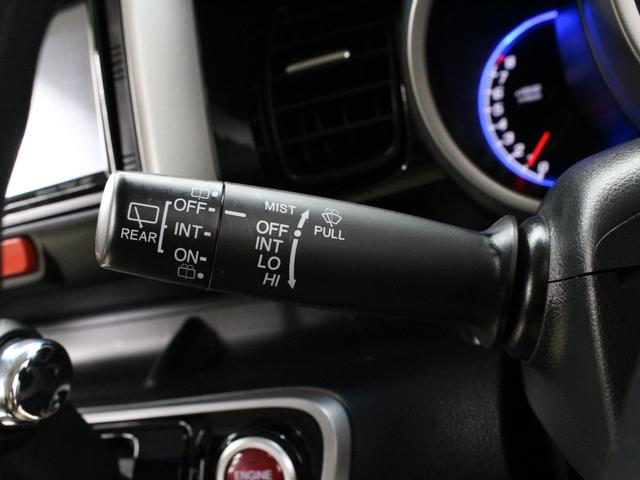 REAR
OFF
INT
ON
MIST
OFF
INT
LO
HI
PULL
ENGINE